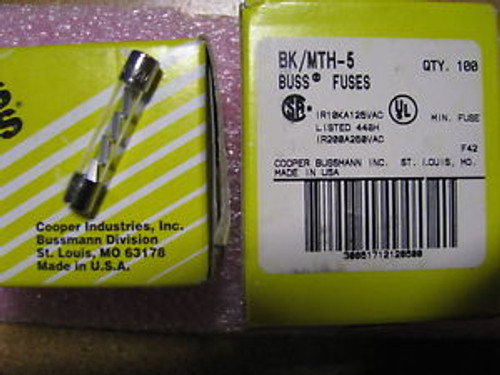 Cooper Industries, Inc.
Bussmann Division
St. Louis, MO 63178
Made in U.S.A.
BK/MTH-5
QTY. 100
BUSS® FUSES
IR10KA125VAC
LISTED 448H
IR200A250VAC
UL
MIN. FUSE
F42
COOPER BUSSMANN INC. ST. LOUIS, MO.
MADE IN USA